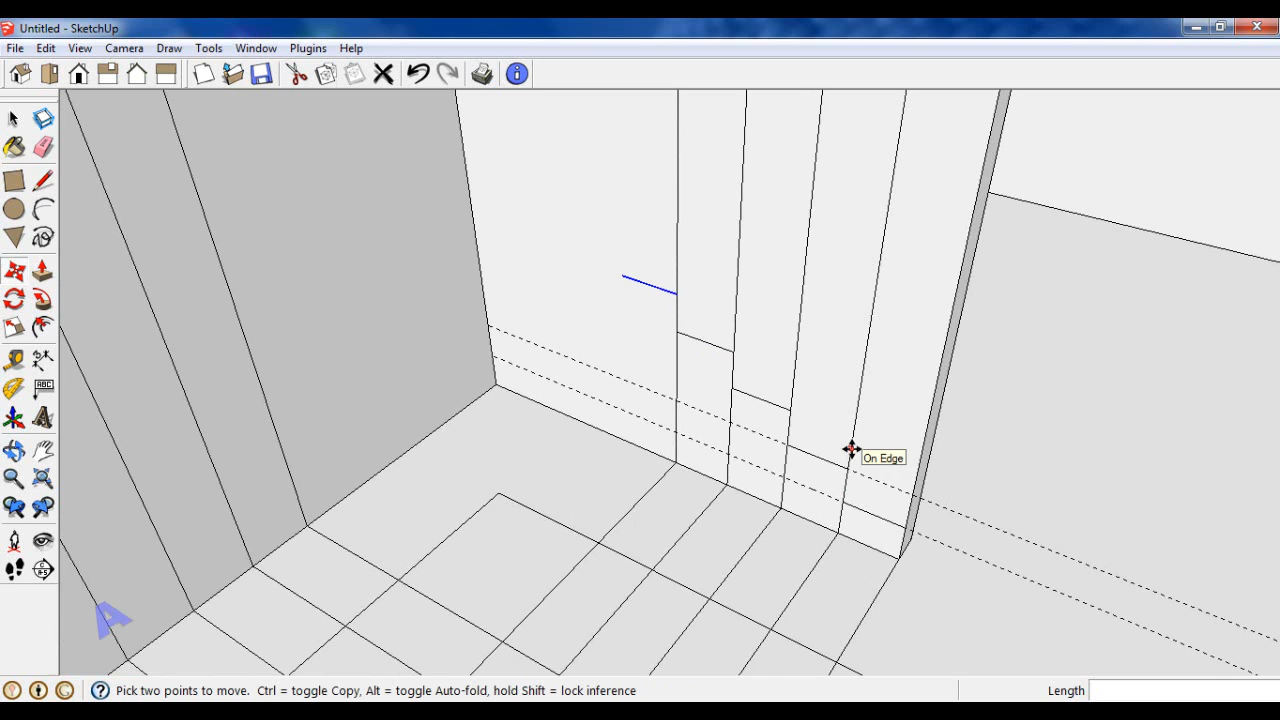 Untitled - SketchUp
File Edit View Camera Draw Tools Window Plugins Help
ABC
A
On Edge
A
Pick two points to move. Ctrl = toggle Copy, Alt = toggle Auto-fold, hold Shift = lock inference
Length